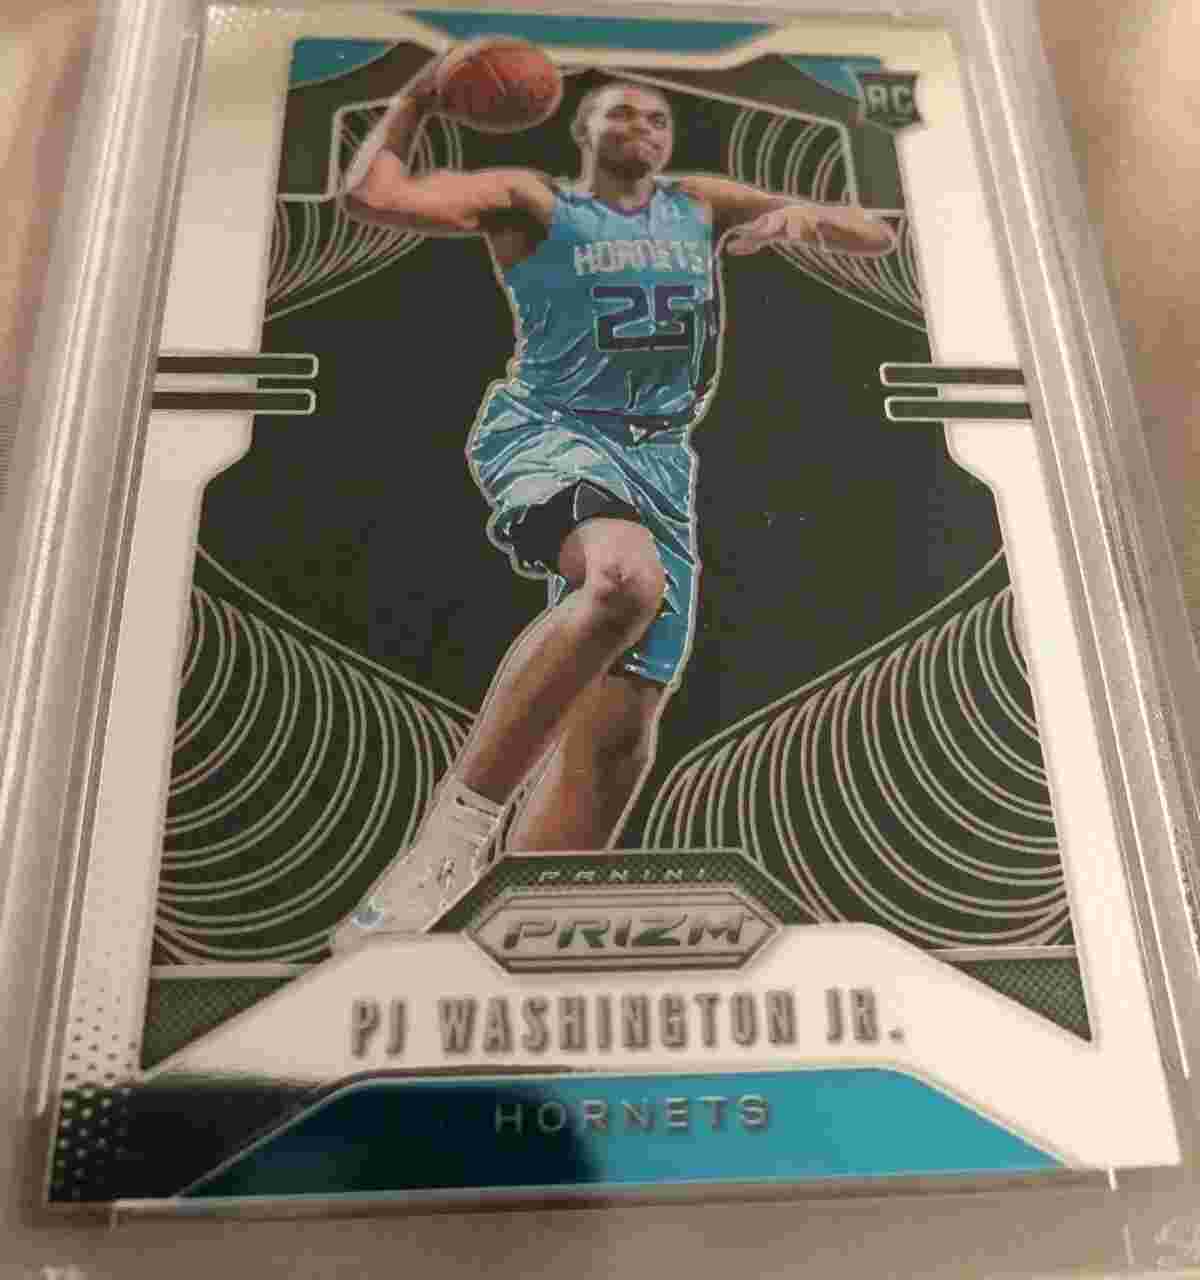 RC
HORNETS
25
PANINI
PRIZM
PJ WASHINGTON JR.
HORNETS